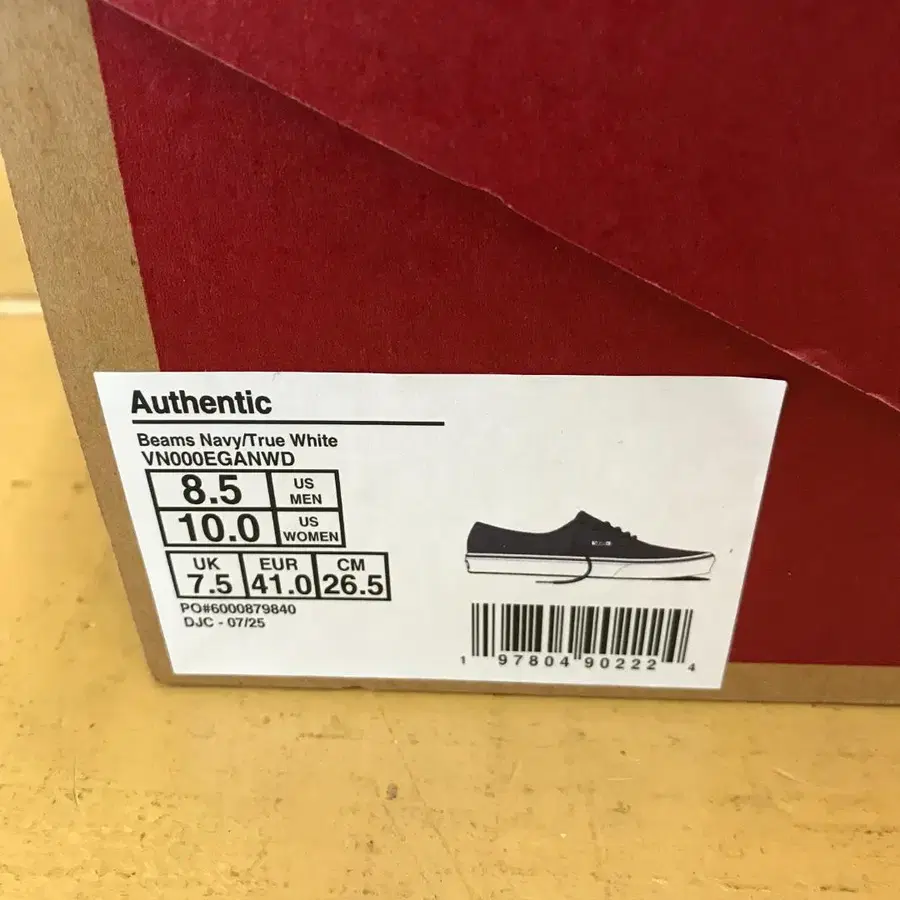 Authentic
Beams Navy/True White
VN000EGANWD
8.5 US MEN
10.0 US WOMEN
UK EUR CM
7.5 41.0 26.5
PO#6000879840
DJC - 07/25
1 97804 90222 4